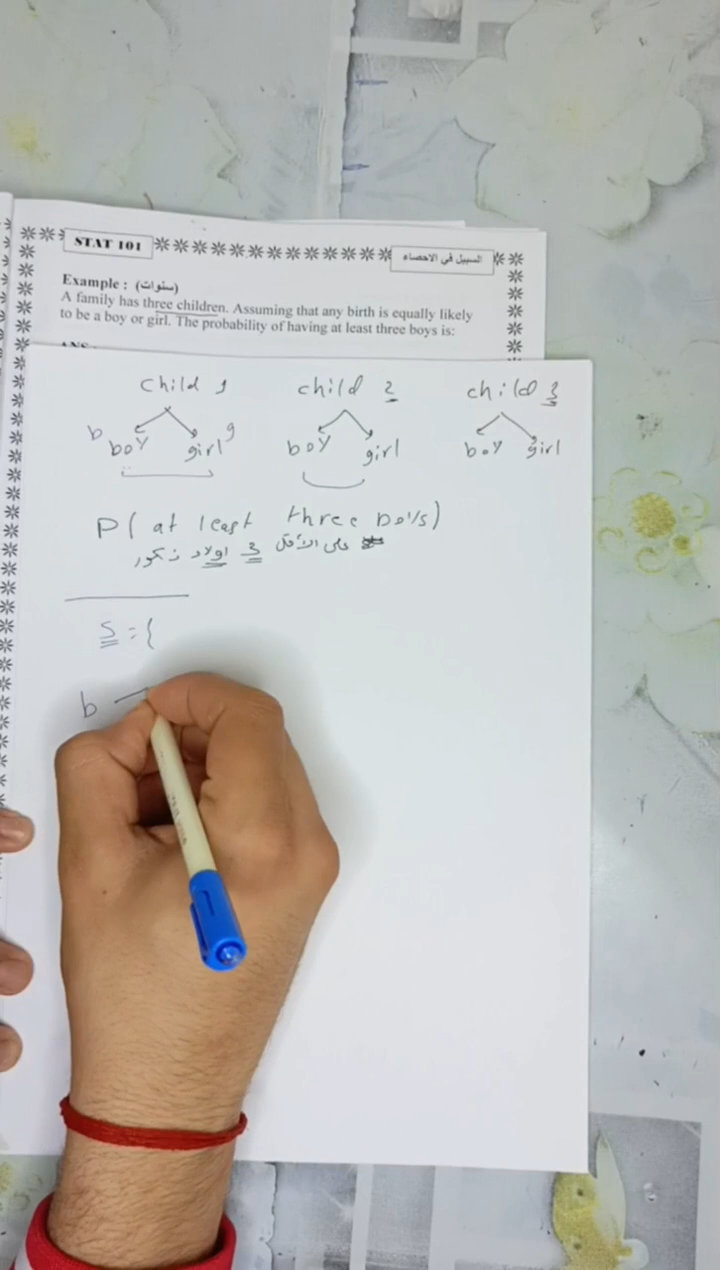 STAT 101
السبيل في الاحصاء
Example : (سنوات)
A family has three children. Assuming that any birth is equally likely
to be a boy or girl. The probability of having at least three boys is:
child 1 child 2 child 3
b boy girl g boy girl boy girl
P( at least three boys)
على الأقل 3 اولاد ذكور
S = {
b